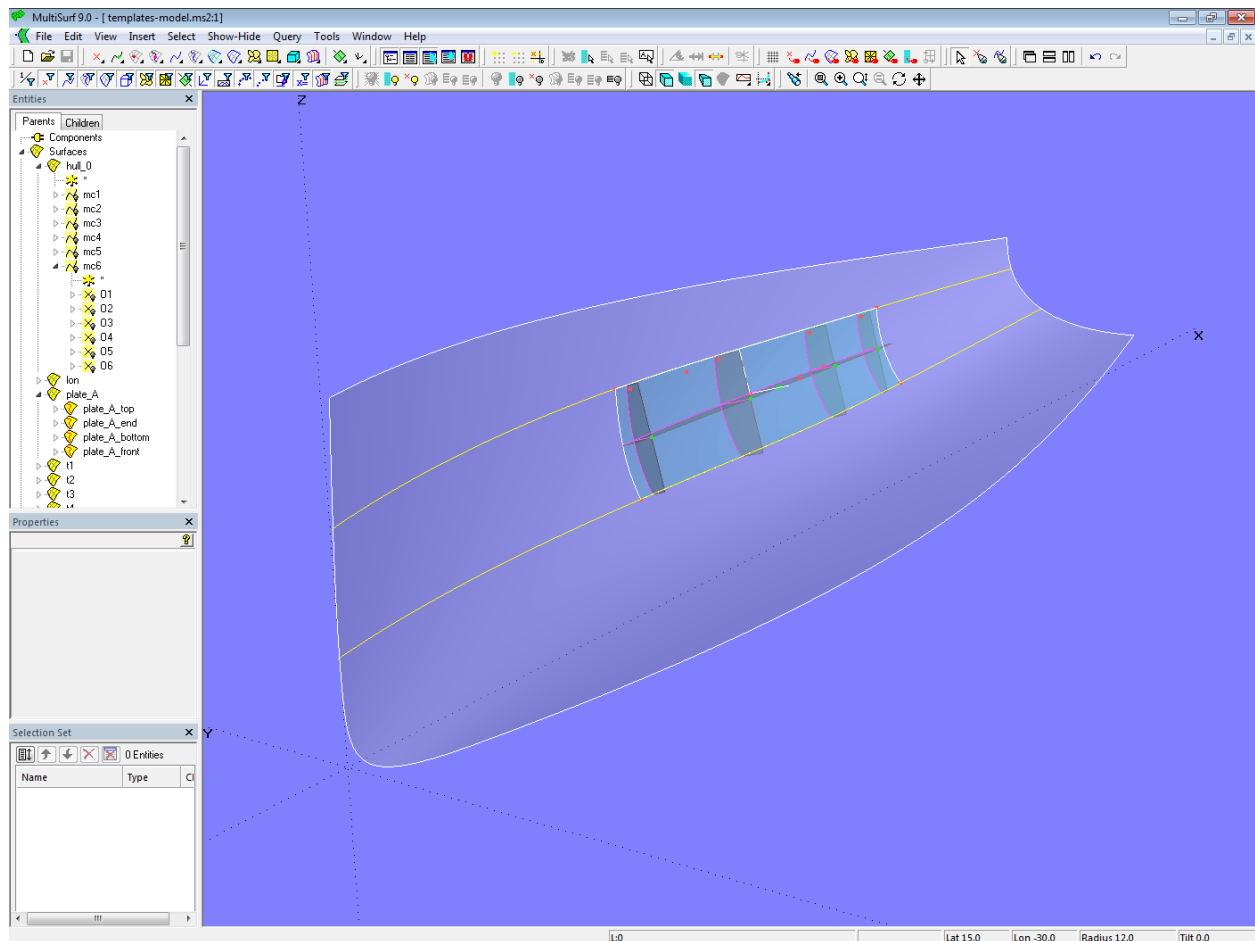 MultiSurf 9.0 - [ templates-model.ms2:1]
File Edit View Insert Select Show-Hide Query Tools Window Help
Entities
Parents Children
Components
Surfaces
hull_0
*
mc1
mc2
mc3
mc4
mc5
mc6
*
01
02
03
04
05
06
lon
plate_A
plate_A_top
plate_A_end
plate_A_bottom
plate_A_front
t1
t2
t3
Properties
Selection Set
0 Entities
Name Type Cl
Z
X
Y
L:0 Lat 15.0 Lon -30.0 Radius 12.0 Tilt 0.0